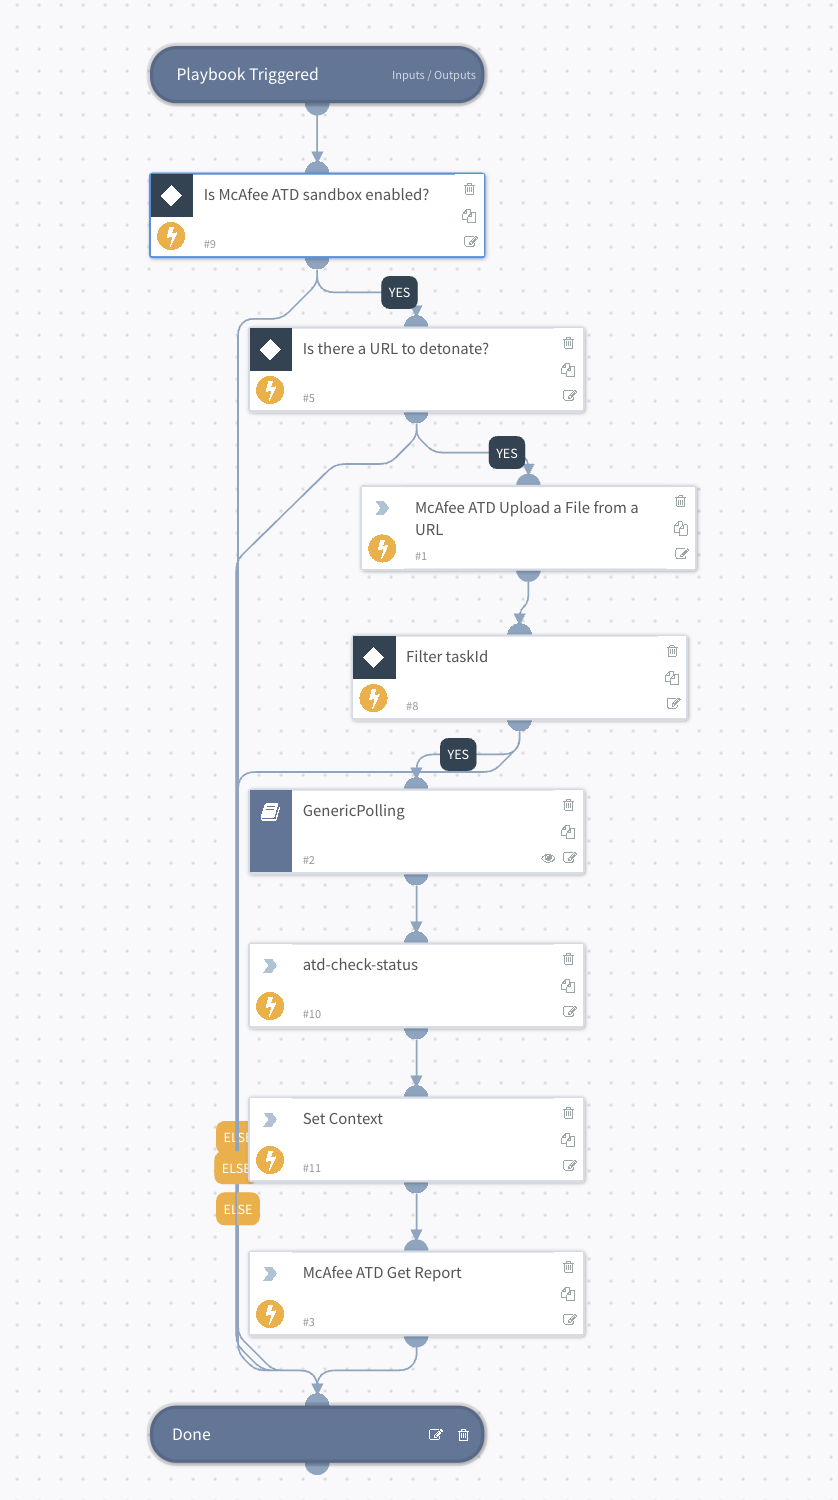 Playbook Triggered
Inputs / Outputs
Is McAfee ATD sandbox enabled?
#9
YES
Is there a URL to detonate?
#5
YES
McAfee ATD Upload a File from a
URL
#1
Filter taskId
#8
YES
GenericPolling
#2
atd-check-status
#10
Set Context
#11
ELSE
ELSE
ELSE
McAfee ATD Get Report
#3
Done